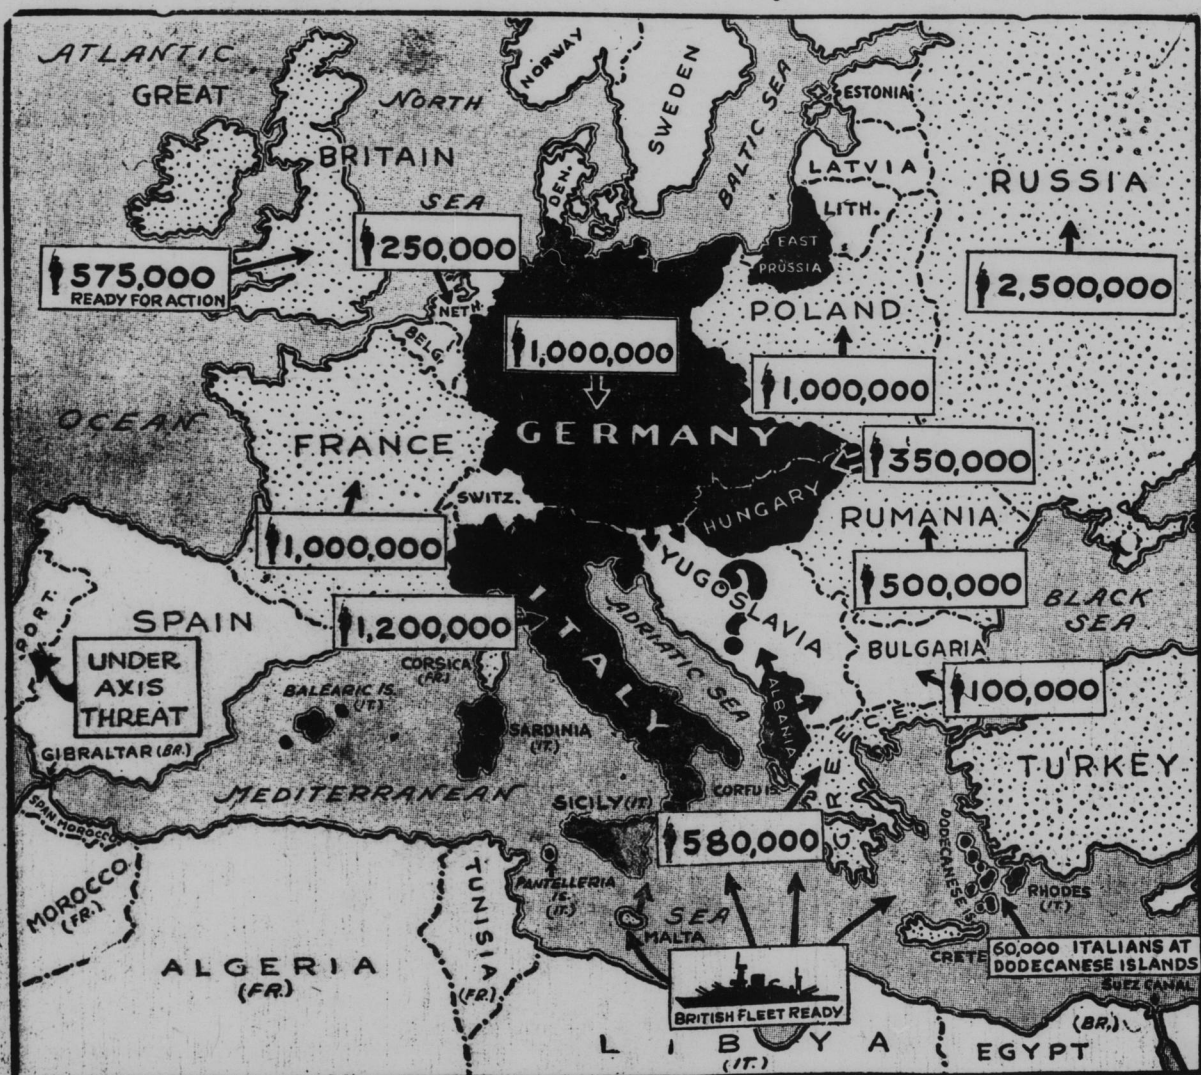 ATLANTIC
GREAT
BRITAIN
NORTH
SEA
NORWAY
SWEDEN
BALTIC SEA
ESTONIA
LATVIA
LITH.
RUSSIA
DEN.
EAST
PRUSSIA
575,000
READY FOR ACTION
250,000
2,500,000
NETH.
BELG.
POLAND
1,000,000
1,000,000
OCEAN
FRANCE
GERMANY
350,000
SWITZ.
HUNGARY
RUMANIA
1,000,000
500,000
YUGOSLAVIA
?
BLACK
SEA
PORT.
SPAIN
1,200,000
ITALY
ADRIATIC SEA
BULGARIA
100,000
UNDER
AXIS
THREAT
CORSICA
(FR.)
BALEARIC IS.
(IT.)
SARDINIA
(IT.)
ALBANIA
GREECE
TURKEY
GIBRALTAR (BR.)
MEDITERRANEAN
SEA
SICILY (IT.)
CORFU IS.
580,000
SPAN MOROCCO
MOROCCO
(FR.)
TUNISIA
(FR.)
PANTELLERIA
IS.
(IT.)
MALTA
DODECANESE IS.
RHODES
(IT.)
CRETE
60,000 ITALIANS AT
DODECANESE ISLANDS
ALGERIA
(FR.)
BRITISH FLEET READY
SUEZ CANAL
(BR.)
LIBYA
(IT.)
EGYPT